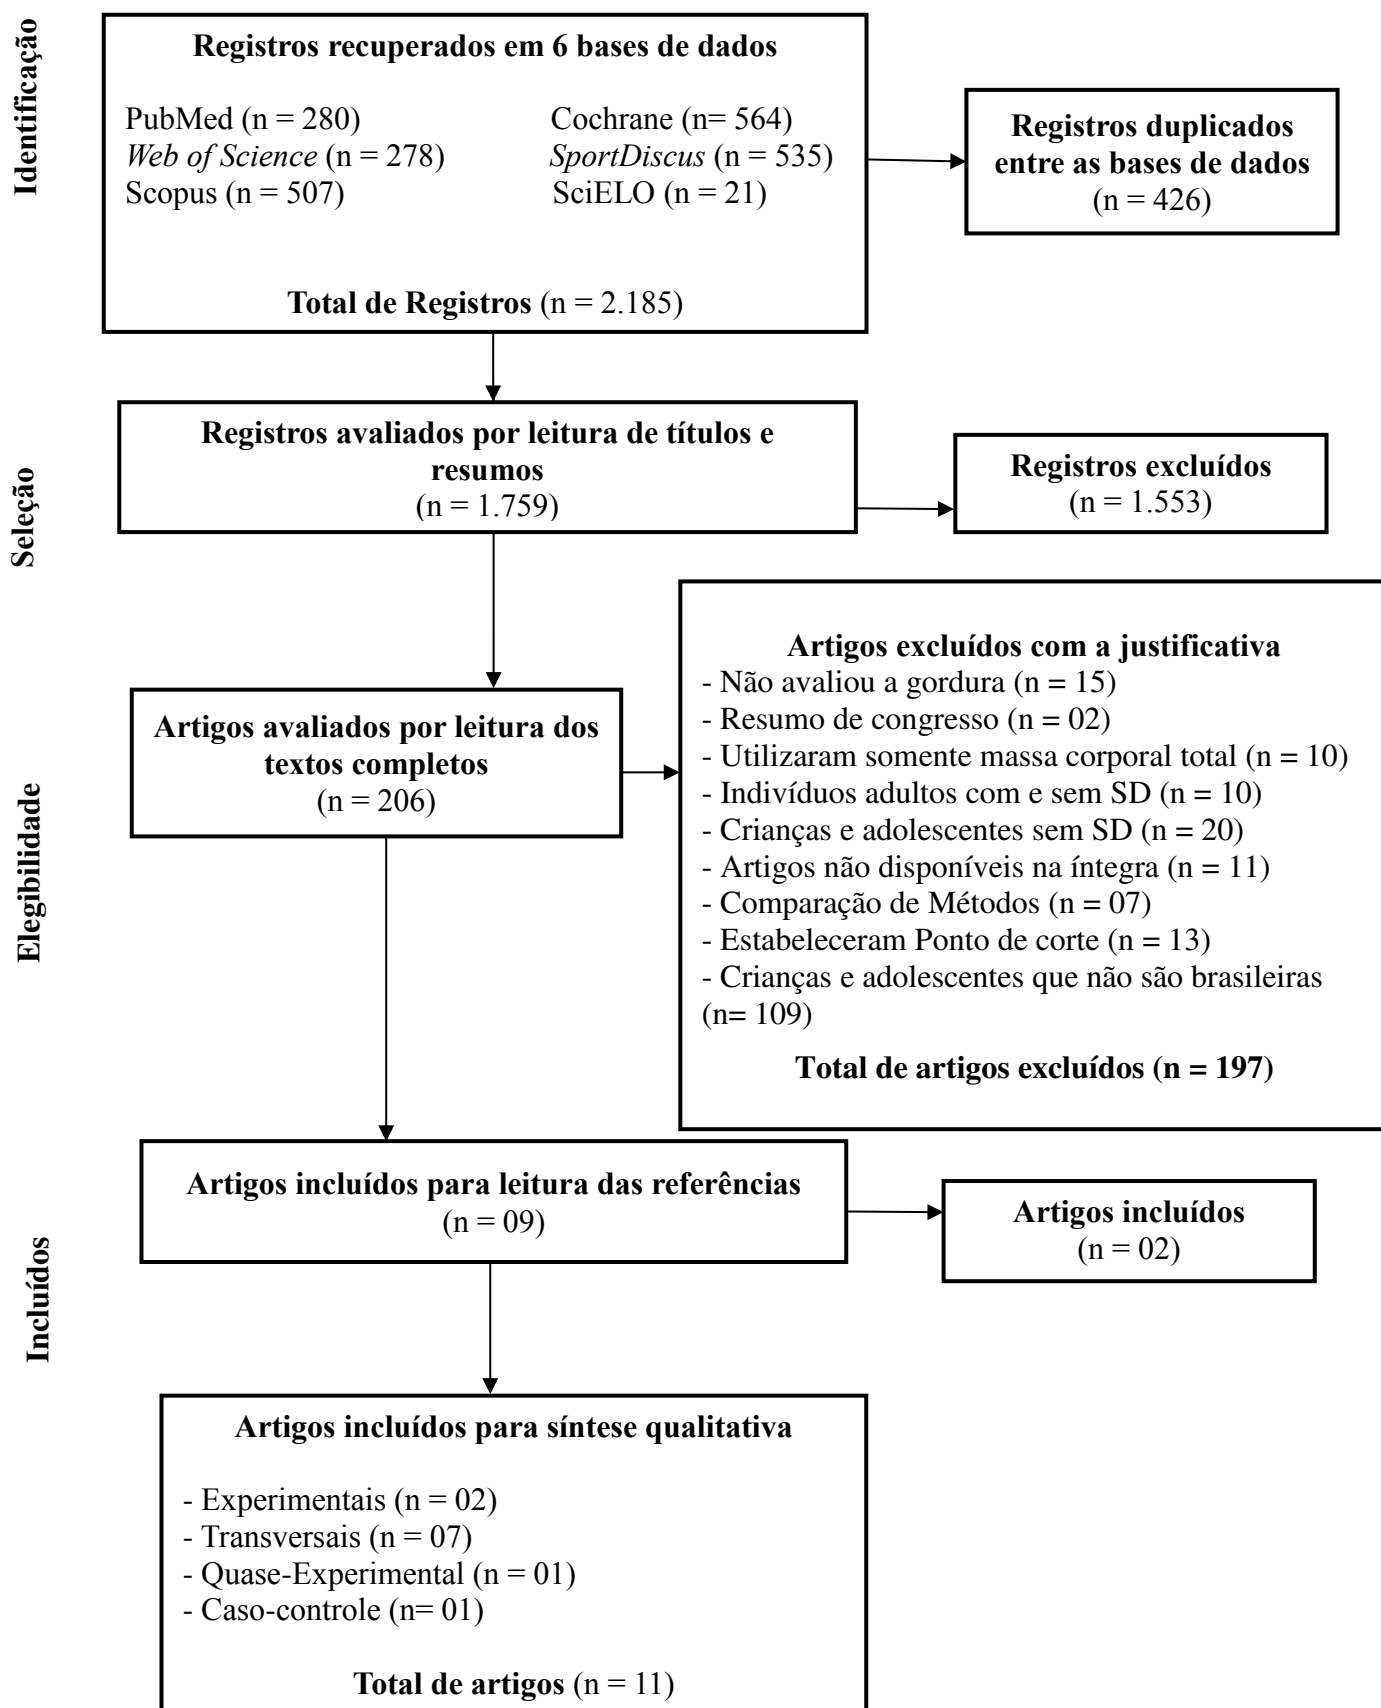 Identificação
Registros recuperados em 6 bases de dados
PubMed (n = 280)
Cochrane (n= 564)
Web of Science (n = 278)
SportDiscus (n = 535)
Scopus (n = 507)
SciELO (n = 21)
Total de Registros (n = 2.185)
Registros duplicados
entre as bases de dados
(n = 426)
Seleção
Registros avaliados por leitura de títulos e
resumos
(n = 1.759)
Registros excluídos
(n = 1.553)
Elegibilidade
Artigos avaliados por leitura dos
textos completos
(n = 206)
Artigos excluídos com a justificativa
- Não avaliou a gordura (n = 15)
- Resumo de congresso (n = 02)
- Utilizaram somente massa corporal total (n = 10)
- Indivíduos adultos com e sem SD (n = 10)
- Crianças e adolescentes sem SD (n = 20)
- Artigos não disponíveis na íntegra (n = 11)
- Comparação de Métodos (n = 07)
- Estabeleceram Ponto de corte (n = 13)
- Crianças e adolescentes que não são brasileiras
(n= 109)
Total de artigos excluídos (n = 197)
Incluídos
Artigos incluídos para leitura das referências
(n = 09)
Artigos incluídos
(n = 02)
Artigos incluídos para síntese qualitativa
- Experimentais (n = 02)
- Transversais (n = 07)
- Quase-Experimental (n = 01)
- Caso-controle (n= 01)
Total de artigos (n = 11)